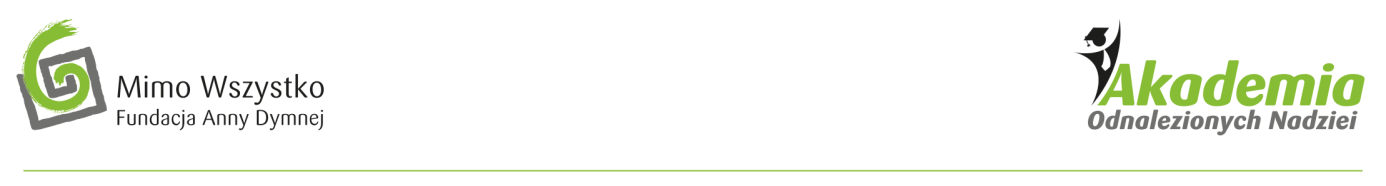 Mimo Wszystko
Fundacja Anny Dymnej
Akademia
Odnalezionych Nadziei